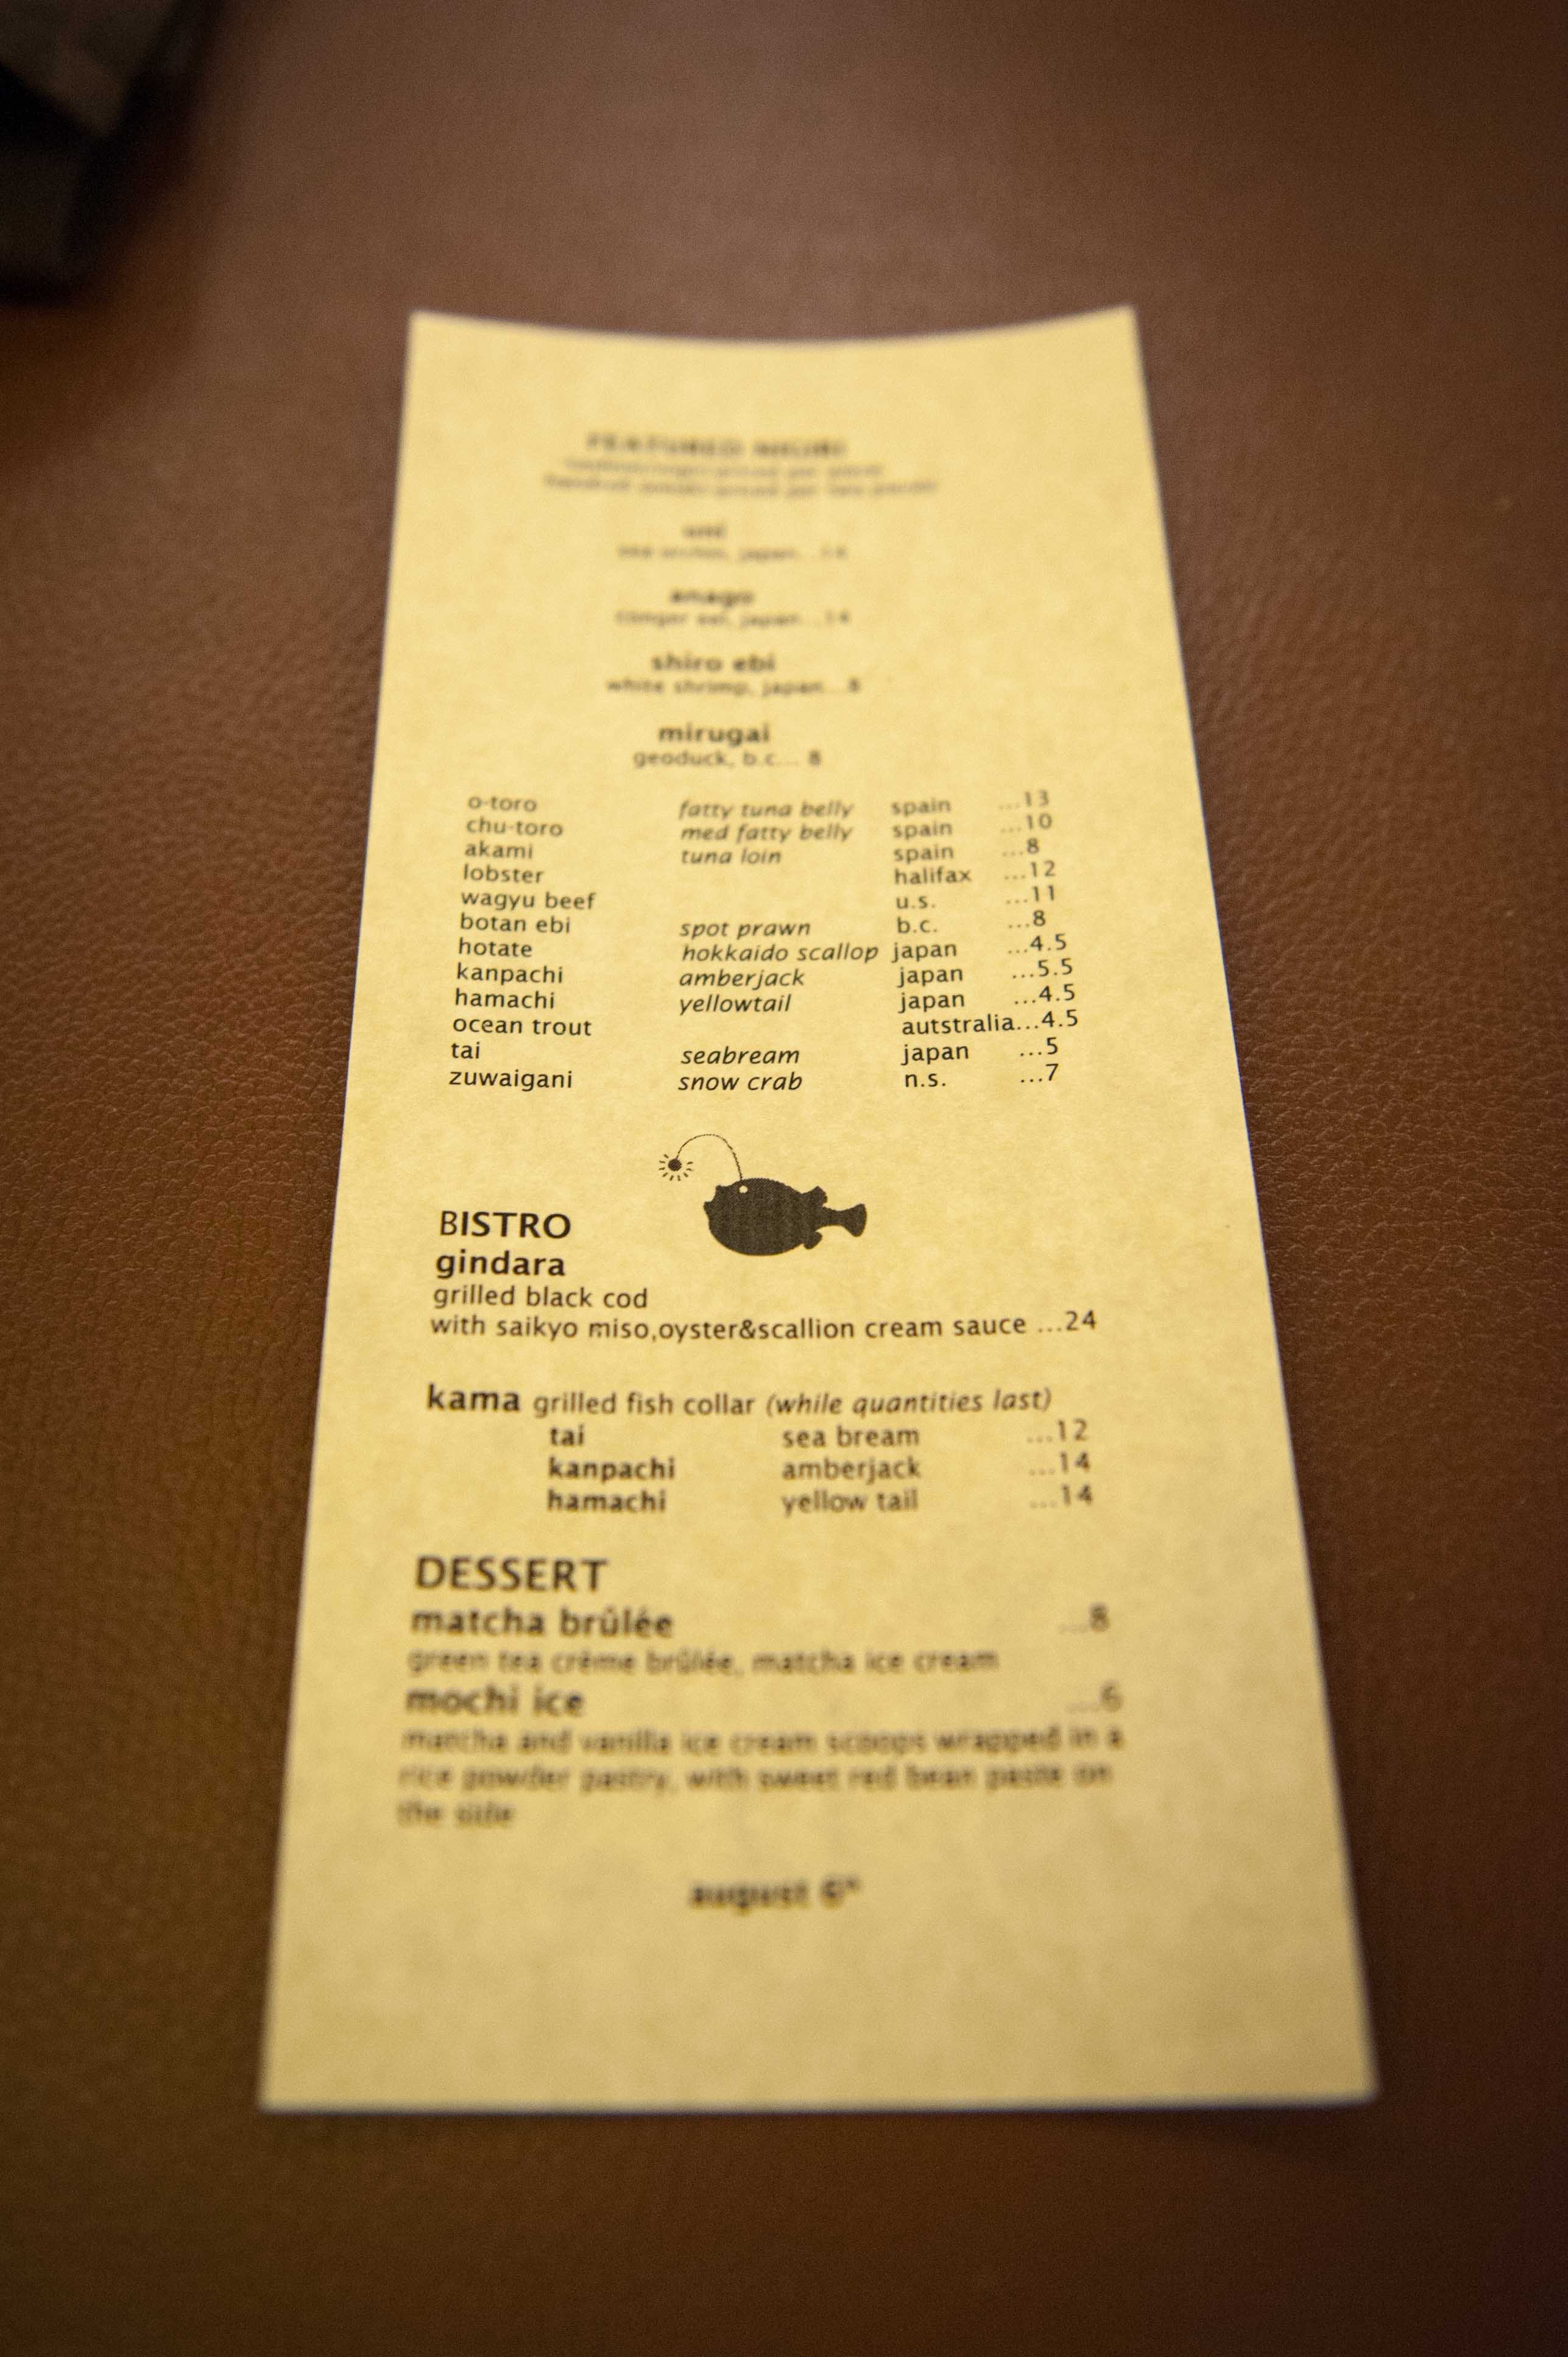 FEATURED NIGIRI
uni
sea urchin, japan...14
anago
conger eel, japan...14
shiro ebi
white shrimp, japan...8
mirugai
geoduck, b.c.... 8
o-toro fatty tuna belly spain ...13
chu-toro med fatty belly spain ...10
akami tuna loin spain ...8
lobster halifax ...12
wagyu beef u.s. ...11
botan ebi spot prawn b.c. ...8
hotate hokkaido scallop japan ...4.5
kanpachi amberjack japan ...5.5
hamachi yellowtail japan ...4.5
ocean trout autstralia...4.5
tai seabream japan ...5
zuwaigani snow crab n.s. ...7
BISTRO
gindara
grilled black cod
with saikyo miso,oyster&scallion cream sauce ...24
kama grilled fish collar (while quantities last)
tai sea bream ...12
kanpachi amberjack ...14
hamachi yellow tail ...14
DESSERT
matcha brûlée ...8
green tea crème brûlée, matcha ice cream
mochi ice ...6
matcha and vanilla ice cream scoops wrapped in a
rice powder pastry, with sweet red bean paste on
the side
august 6th